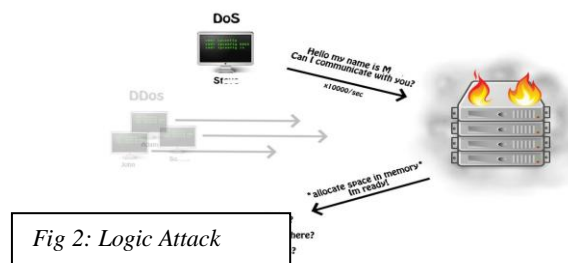 DoS
Hello my name is M
Can I communicate with you?
x10000/sec
DDos
*allocate space in memory*
Im ready!
Fig 2: Logic Attack
here?
?